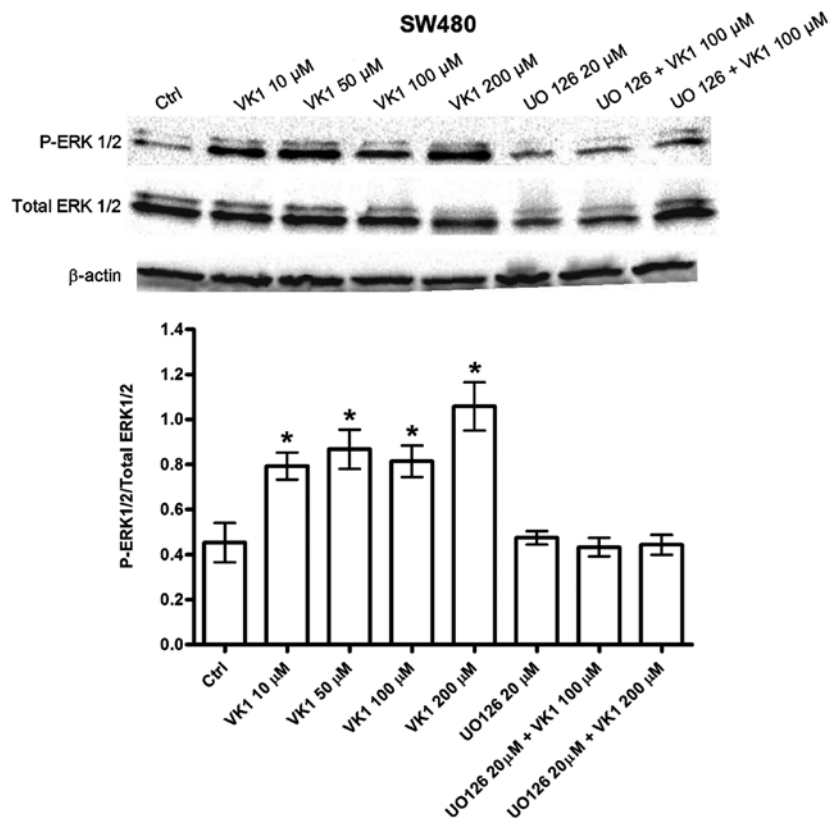 SW480
Ctrl
VK1 10 µM
VK1 50 µM
VK1 100 µM
VK1 200 µM
UO 126 20 µM
UO 126 + VK1 100 µM
UO 126 + VK1 100 µM
P-ERK 1/2
Total ERK 1/2
β-actin
P-ERK1/2/Total ERK1/2
1.4
1.2
1.0
0.8
0.6
0.4
0.2
0.0
*
*
*
*
Ctrl
VK1 10 µM
VK1 50 µM
VK1 100 µM
VK1 200 µM
UO126 20 µM
UO126 20µM + VK1 100 µM
UO126 20µM + VK1 200 µM